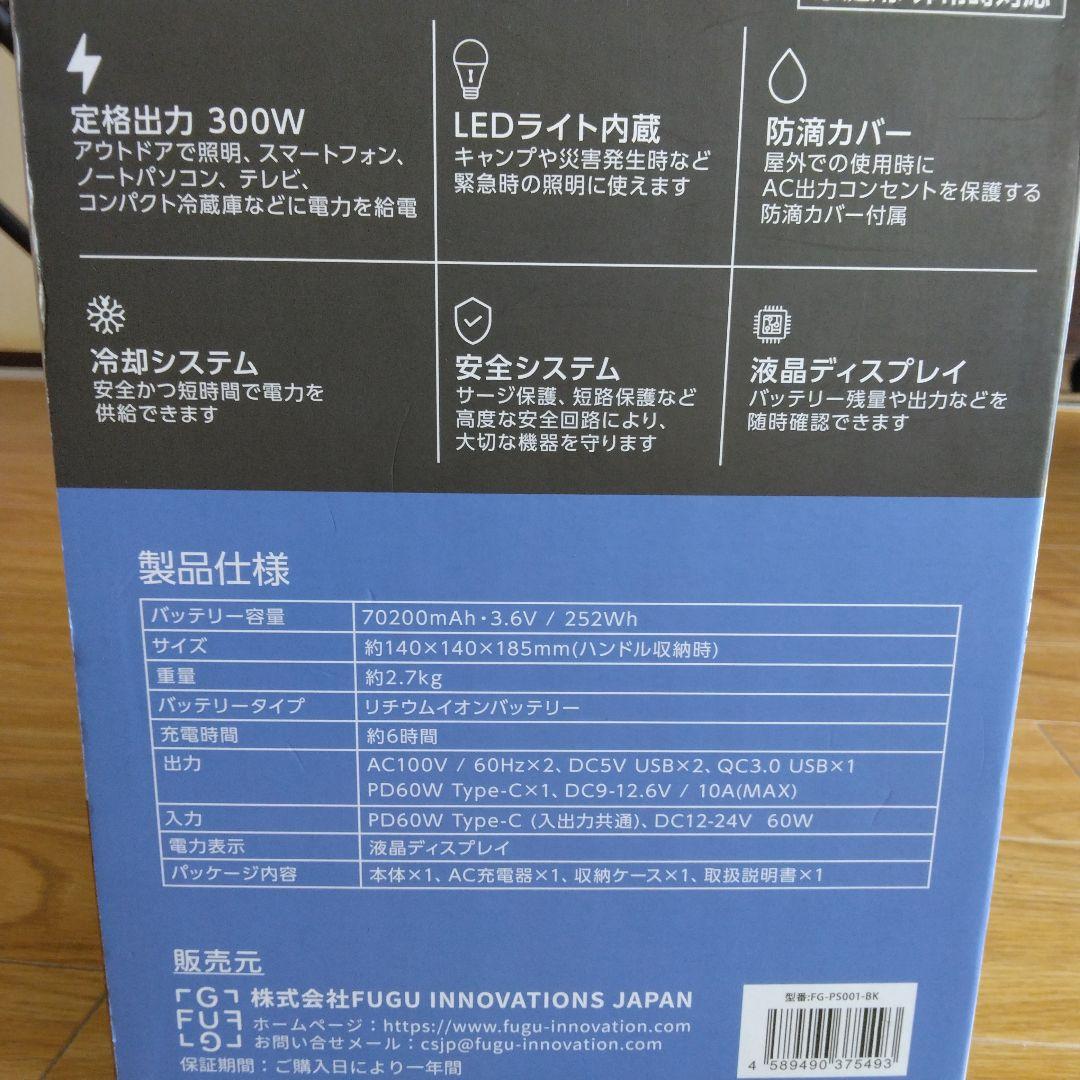 定格出力 300W
アウトドアで照明、スマートフォン、
ノートパソコン、テレビ、
コンパクト冷蔵庫などに電力を給電
LEDライト内蔵
キャンプや災害発生時など
緊急時の照明に使えます
防滴カバー
屋外での使用時に
AC出力コンセントを保護する
防滴カバー付属
冷却システム
安全かつ短時間で電力を
供給できます
安全システム
サージ保護、短路保護など
高度な安全回路により、
大切な機器を守ります
液晶ディスプレイ
バッテリー残量や出力などを
随時確認できます
製品仕様
バッテリー容量 70200mAh・3.6V / 252Wh
サイズ 約140×140×185mm(ハンドル収納時)
重量 約2.7kg
バッテリータイプ リチウムイオンバッテリー
充電時間 約6時間
出力 AC100V / 60Hz×2、DC5V USB×2、QC3.0 USB×1
PD60W Type-C×1、DC9-12.6V / 10A(MAX)
入力 PD60W Type-C (入出力共通)、DC12-24V 60W
電力表示 液晶ディスプレイ
パッケージ内容 本体×1、AC充電器×1、収納ケース×1、取扱説明書×1
販売元
FUGU 株式会社FUGU INNOVATIONS JAPAN
ホームページ：https://www.fugu-innovation.com
お問い合せメール：csjp@fugu-innovation.com
保証期間：ご購入日により一年間
型番:FG-PS001-BK
4 589490 375493